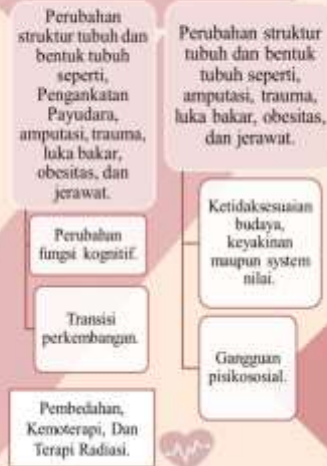 Perubahan
struktur tubuh dan
bentuk tubuh
seperti,
Pengankatan
Payudara,
amputasi, trauma,
luka bakar,
obesitas, dan
jerawat.
Perubahan
fungsi kognitif.
Transisi
perkembangan.
Pembedahan,
Kemoterapi, Dan
Terapi Radiasi.
Perubahan struktur
tubuh dan bentuk
tubuh seperti,
amputasi, trauma,
luka bakar, obesitas,
dan jerawat.
Ketidaksesuaian
budaya,
keyakinan
maupun system
nilai.
Gangguan
pisikososial.